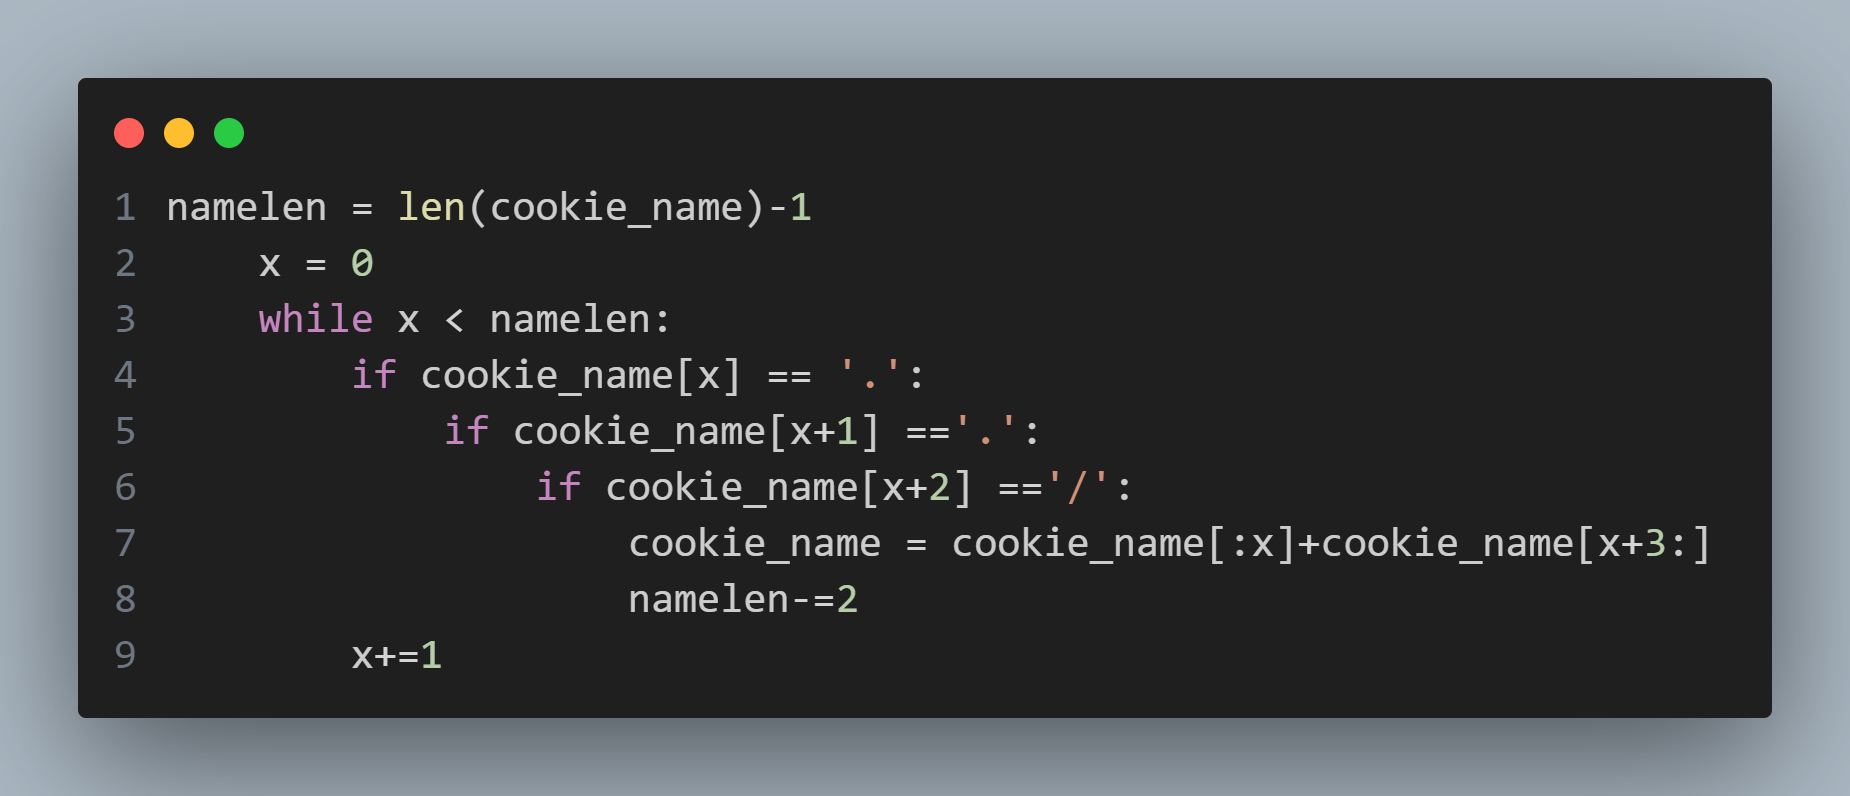 1 namelen = len(cookie_name)-1
2     x = 0
3     while x < namelen:
4         if cookie_name[x] == '.':
5             if cookie_name[x+1] =='.':
6                 if cookie_name[x+2] =='/':
7                     cookie_name = cookie_name[:x]+cookie_name[x+3:]
8                     namelen-=2
9         x+=1